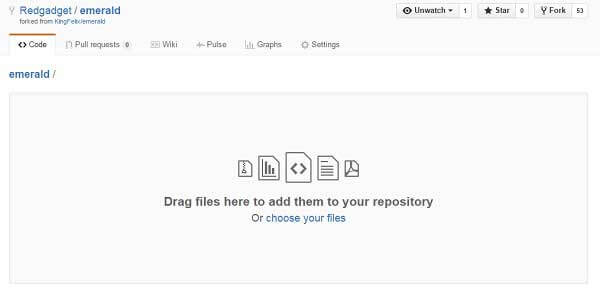 Redgadget / emerald
forked from KingFelix/emerald
Unwatch 1 Star 0 Fork 53
Code Pull requests 0 Wiki Pulse Graphs Settings
emerald /
Drag files here to add them to your repository
Or choose your files